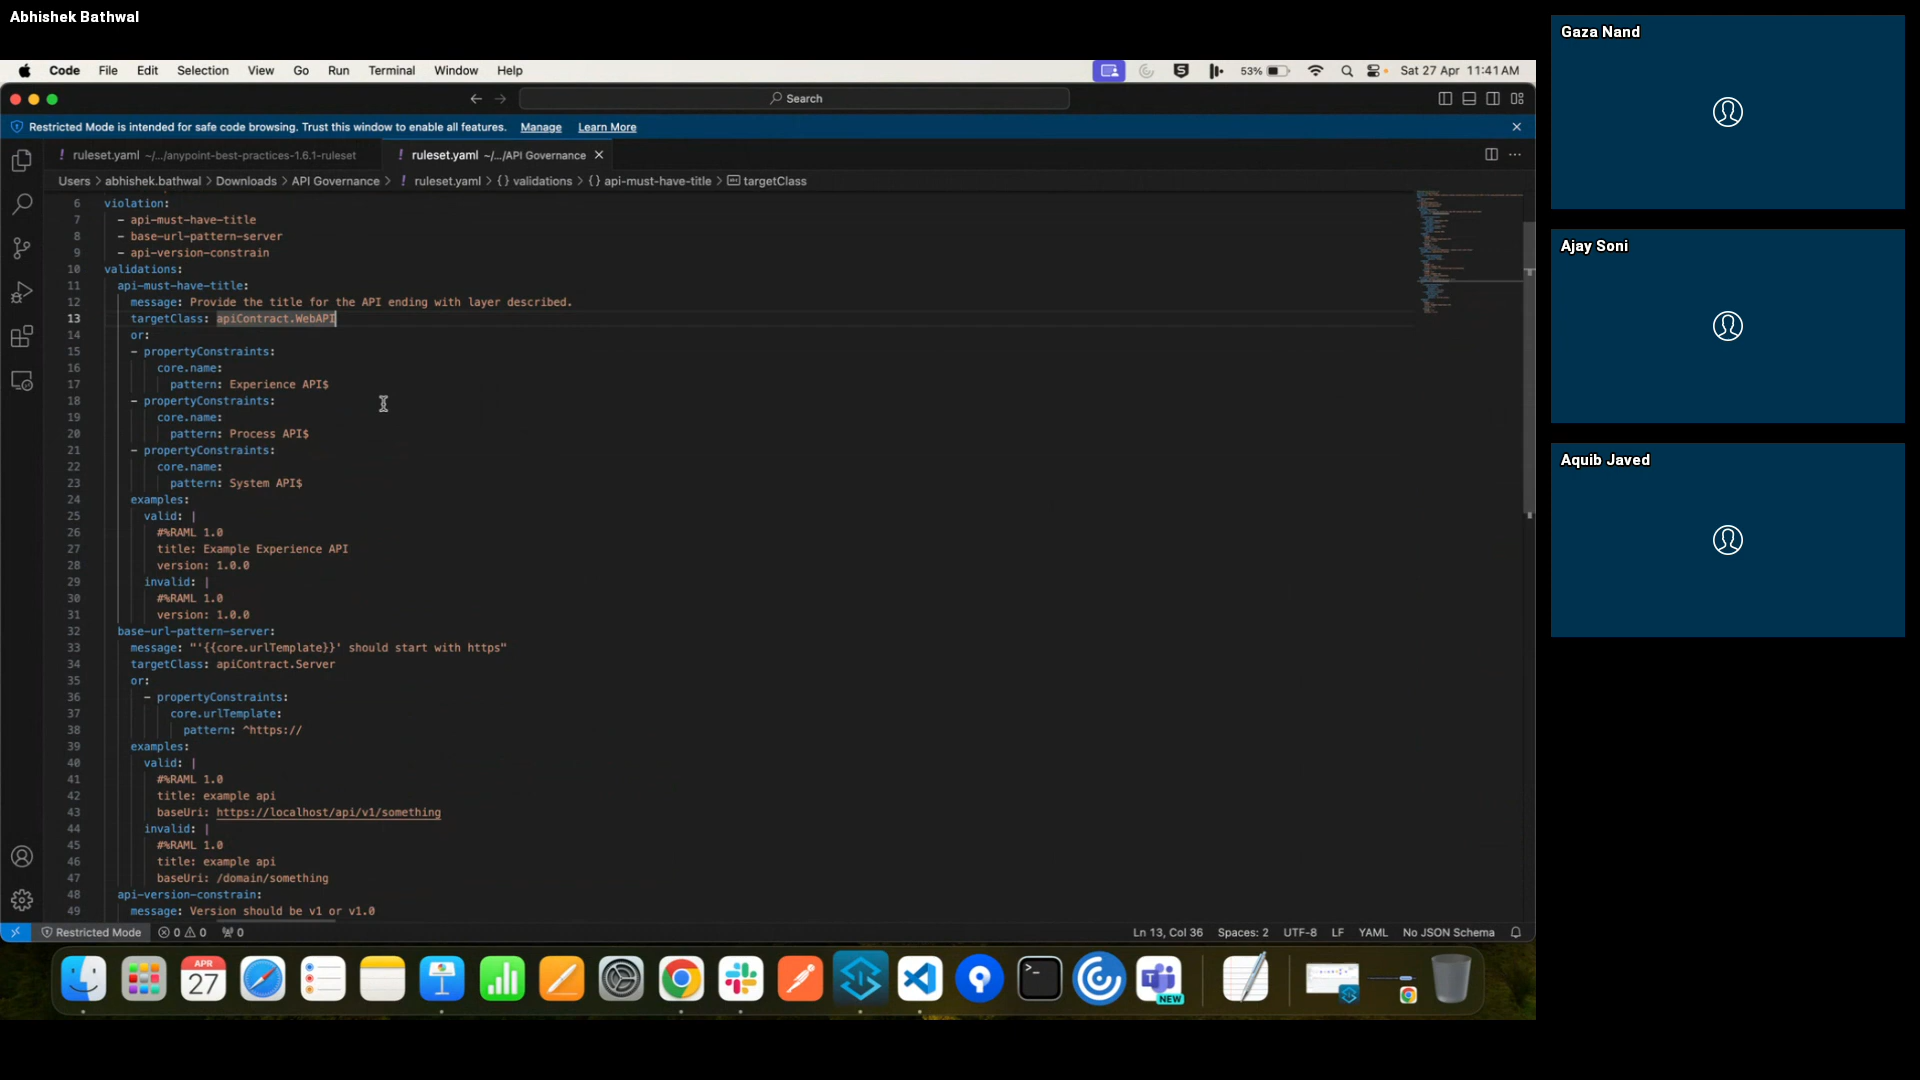 Abhishek Bathwal
Code File Edit Selection View Go Run Terminal Window Help 53% Sat 27 Apr 11:41 AM
Search
Restricted Mode is intended for safe code browsing. Trust this window to enable all features. Manage Learn More
! ruleset.yaml ~/.../anypoint-best-practices-1.6.1-ruleset ! ruleset.yaml ~/.../API Governance
Users > abhishek.bathwal > Downloads > API Governance > ! ruleset.yaml > {} validations > {} api-must-have-title > targetClass
6 violation:
7 - api-must-have-title
8 - base-url-pattern-server
9 - api-version-constrain
10 validations:
11 api-must-have-title:
12 message: Provide the title for the API ending with layer described.
13 targetClass: apiContract.WebAPI
14 or:
15 - propertyConstraints:
16 core.name:
17 pattern: Experience API$
18 - propertyConstraints:
19 core.name:
20 pattern: Process API$
21 - propertyConstraints:
22 core.name:
23 pattern: System API$
24 examples:
25 valid: |
26 #%RAML 1.0
27 title: Example Experience API
28 version: 1.0.0
29 invalid: |
30 #%RAML 1.0
31 version: 1.0.0
32 base-url-pattern-server:
33 message: "'{{core.urlTemplate}}' should start with https"
34 targetClass: apiContract.Server
35 or:
36 - propertyConstraints:
37 core.urlTemplate:
38 pattern: ^https://
39 examples:
40 valid: |
41 #%RAML 1.0
42 title: example api
43 baseUri: https://localhost/api/v1/something
44 invalid: |
45 #%RAML 1.0
46 title: example api
47 baseUri: /domain/something
48 api-version-constrain:
49 message: Version should be v1 or v1.0
Restricted Mode 0 0 0 Ln 13, Col 36 Spaces: 2 UTF-8 LF YAML No JSON Schema
APR
27
NEW
Gaza Nand
Ajay Soni
Aquib Javed